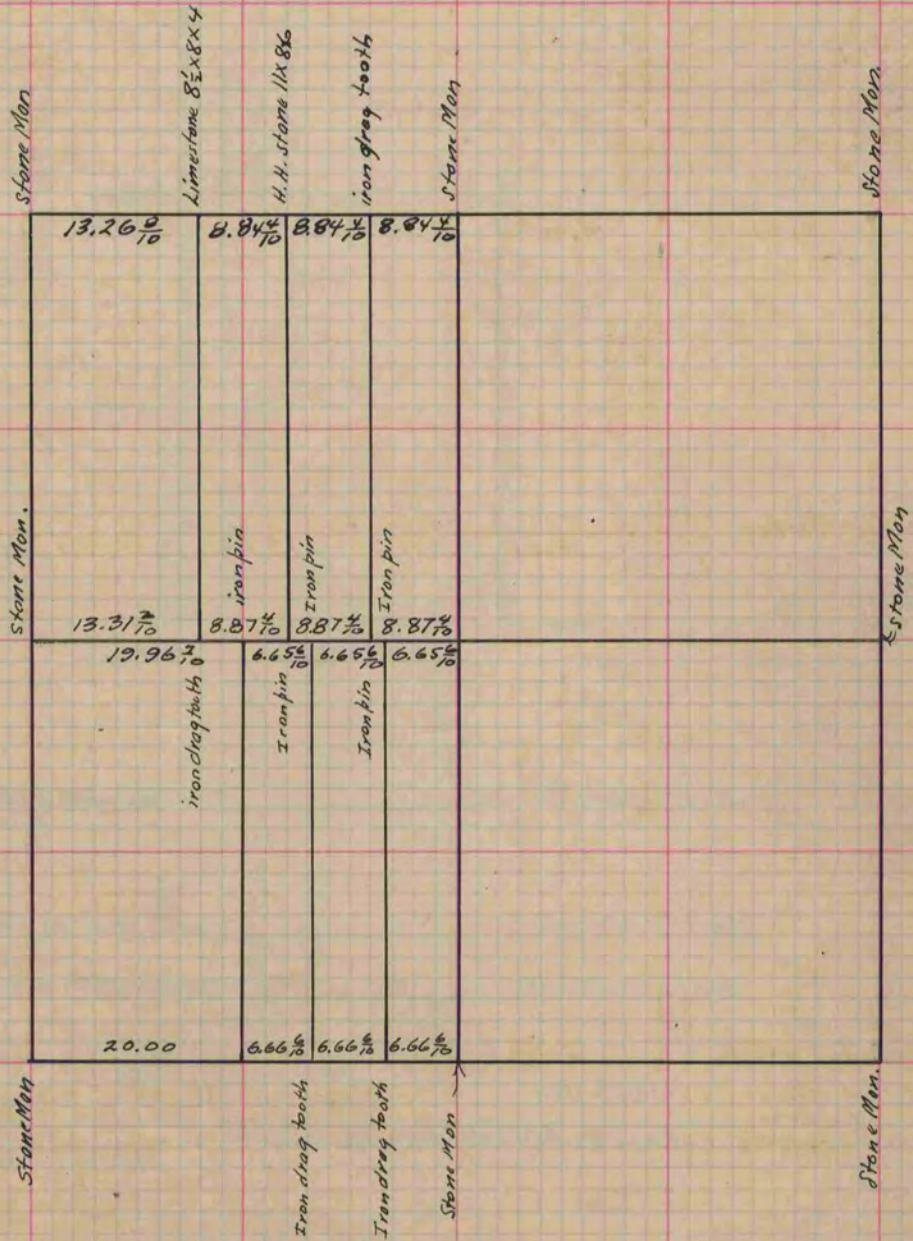 Stone Mon
Limestone 8½X8X4
H.H. stone 11X8X6
iron drag tooth
Stone Mon
Stone Mon.
13.26 8/10
8.84 4/10
8.84 4/10
8.84 4/10
Stone Mon.
iron pin
Iron pin
Iron pin
13.31 2/10
8.87 4/10
8.87 4/10
8.87 4/10
←Stone Mon
19.96 7/10
6.65 6/10
6.65 6/10
6.65 6/10
iron drag tooth
Iron pin
Iron pin
20.00
6.66 6/10
6.66 6/10
6.66 6/10
Stone Mon
Iron drag tooth
Iron drag tooth
Stone Mon
Stone Mon.